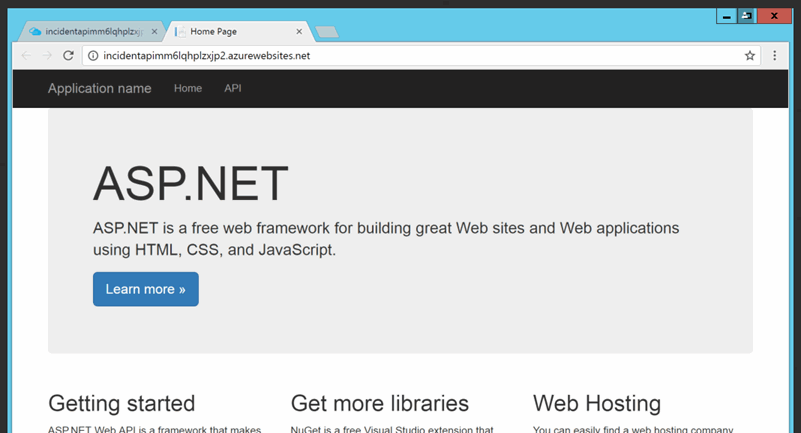 incidentapimm6lqhplzxjp
Home Page
incidentapimm6lqhplzxjp2.azurewebsites.net
Application name
Home
API
ASP.NET
ASP.NET is a free web framework for building great Web sites and Web applications
using HTML, CSS, and JavaScript.
Learn more »
Getting started
Get more libraries
Web Hosting
ASP.NET Web API is a framework that makes
NuGet is a free Visual Studio extension that
You can easily find a web hosting company